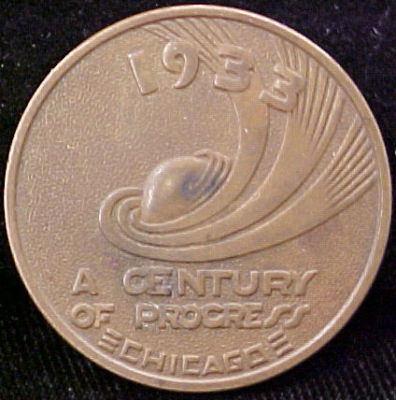 1933
A CENTURY
OF PROGRESS
CHICAGO